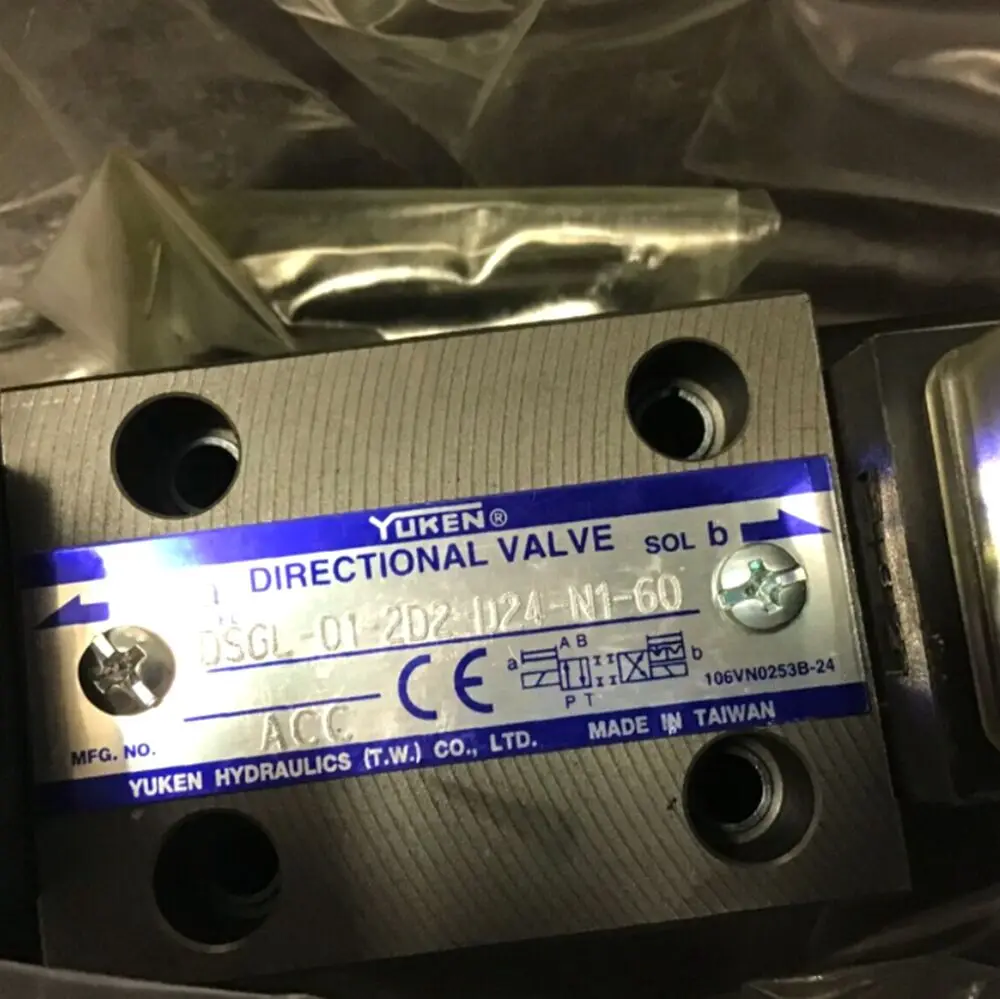 YUKEN®
DIRECTIONAL VALVE SOL b
DSGL-01-2D2-D24-N1-60
CE a A B P T b 106VN0253B-24
MFG. NO. ACC
YUKEN HYDRAULICS (T.W.) CO., LTD. MADE IN TAIWAN